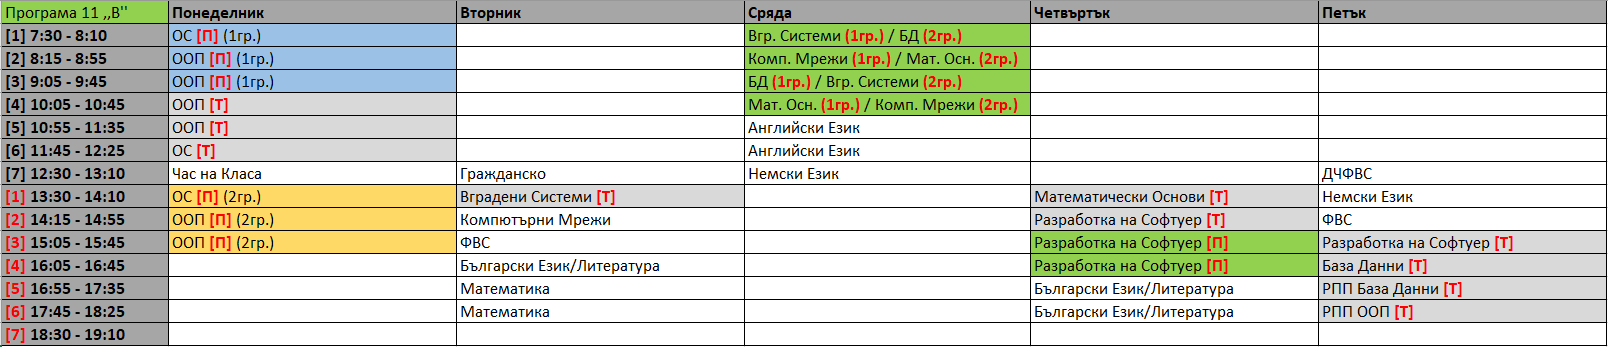 Програма 11 ,,В'' Понеделник Вторник Сряда Четвъртък Петък
[1] 7:30 - 8:10 ОС [П] (1гр.) Вгр. Системи (1гр.) / БД (2гр.)
[2] 8:15 - 8:55 ООП [П] (1гр.) Комп. Мрежи (1гр.) / Мат. Осн. (2гр.)
[3] 9:05 - 9:45 ООП [П] (1гр.) БД (1гр.) / Вгр. Системи (2гр.)
[4] 10:05 - 10:45 ООП [Т] Мат. Осн. (1гр.) / Комп. Мрежи (2гр.)
[5] 10:55 - 11:35 ООП [Т] Английски Език
[6] 11:45 - 12:25 ОС [Т] Английски Език
[7] 12:30 - 13:10 Час на Класа Гражданско Немски Език ДЧФВС
[1] 13:30 - 14:10 ОС [П] (2гр.) Вградени Системи [Т] Математически Основи [Т] Немски Език
[2] 14:15 - 14:55 ООП [П] (2гр.) Компютърни Мрежи Разработка на Софтуер [Т] ФВС
[3] 15:05 - 15:45 ООП [П] (2гр.) ФВС Разработка на Софтуер [П] Разработка на Софтуер [Т]
[4] 16:05 - 16:45 Български Език/Литература Разработка на Софтуер [П] База Данни [Т]
[5] 16:55 - 17:35 Математика Български Език/Литература РПП База Данни [Т]
[6] 17:45 - 18:25 Математика Български Език/Литература РПП ООП [Т]
[7] 18:30 - 19:10